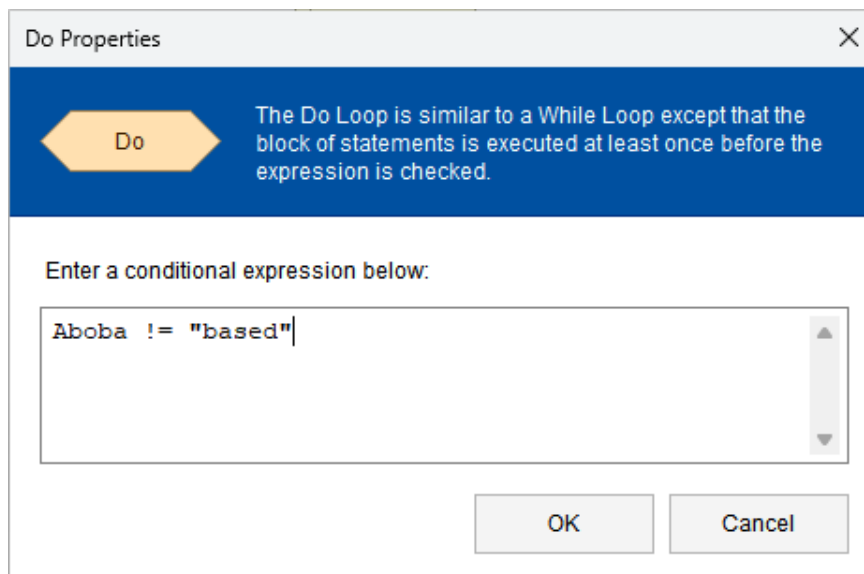 Do Properties
Do
The Do Loop is similar to a While Loop except that the
block of statements is executed at least once before the
expression is checked.
Enter a conditional expression below:
Aboba != "based"
OK
Cancel